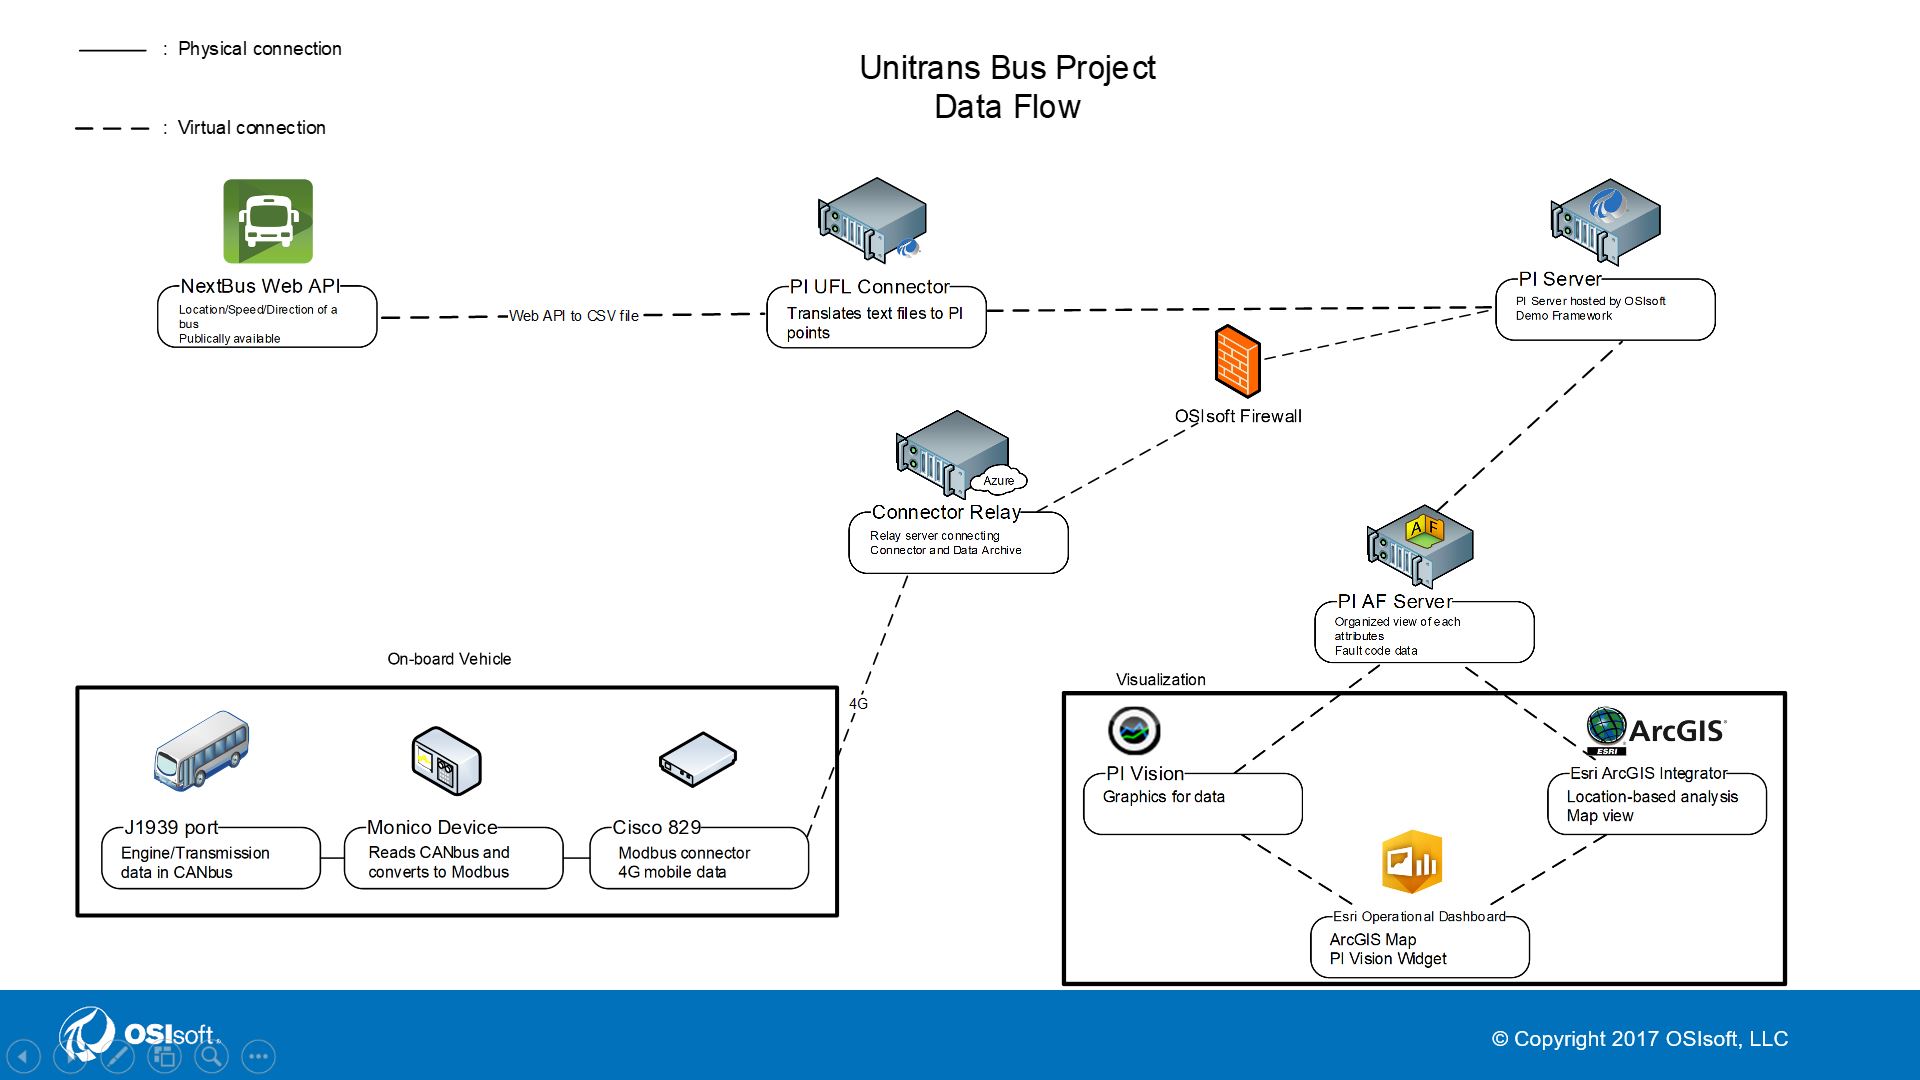 : Physical connection
Unitrans Bus Project
Data Flow
: Virtual connection
NextBus Web API
Location/Speed/Direction of a
bus
Publically available
Web API to CSV file
PI UFL Connector
Translates text files to PI
points
PI Server
PI Server hosted by OSIsoft
Demo Framework
OSIsoft Firewall
Azure
Connector Relay
Relay server connecting
Connector and Data Archive
A F
PI AF Server
Organized view of each
attributes
Fault code data
On-board Vehicle
4G
J1939 port
Engine/Transmission
data in CANbus
Monico Device
Reads CANbus and
converts to Modbus
Cisco 829
Modbus connector
4G mobile data
Visualization
PI Vision
Graphics for data
ArcGIS
ESRI
Esri ArcGIS Integrator
Location-based analysis
Map view
Esri Operational Dashboard
ArcGIS Map
PI Vision Widget
OSIsoft.
© Copyright 2017 OSIsoft, LLC